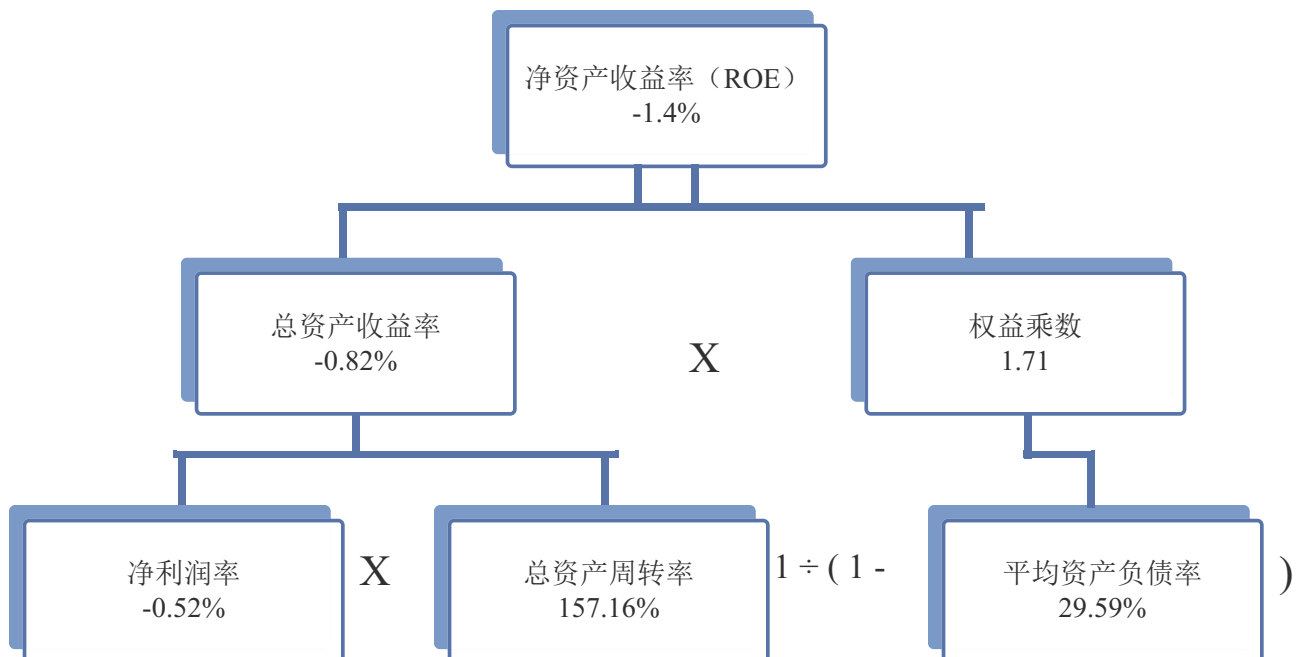 净资产收益率（ROE）
-1.4%
总资产收益率
-0.82%
X
权益乘数
1.71
净利润率
-0.52%
X
总资产周转率
157.16%
1 ÷ ( 1 -
平均资产负债率
29.59%
)